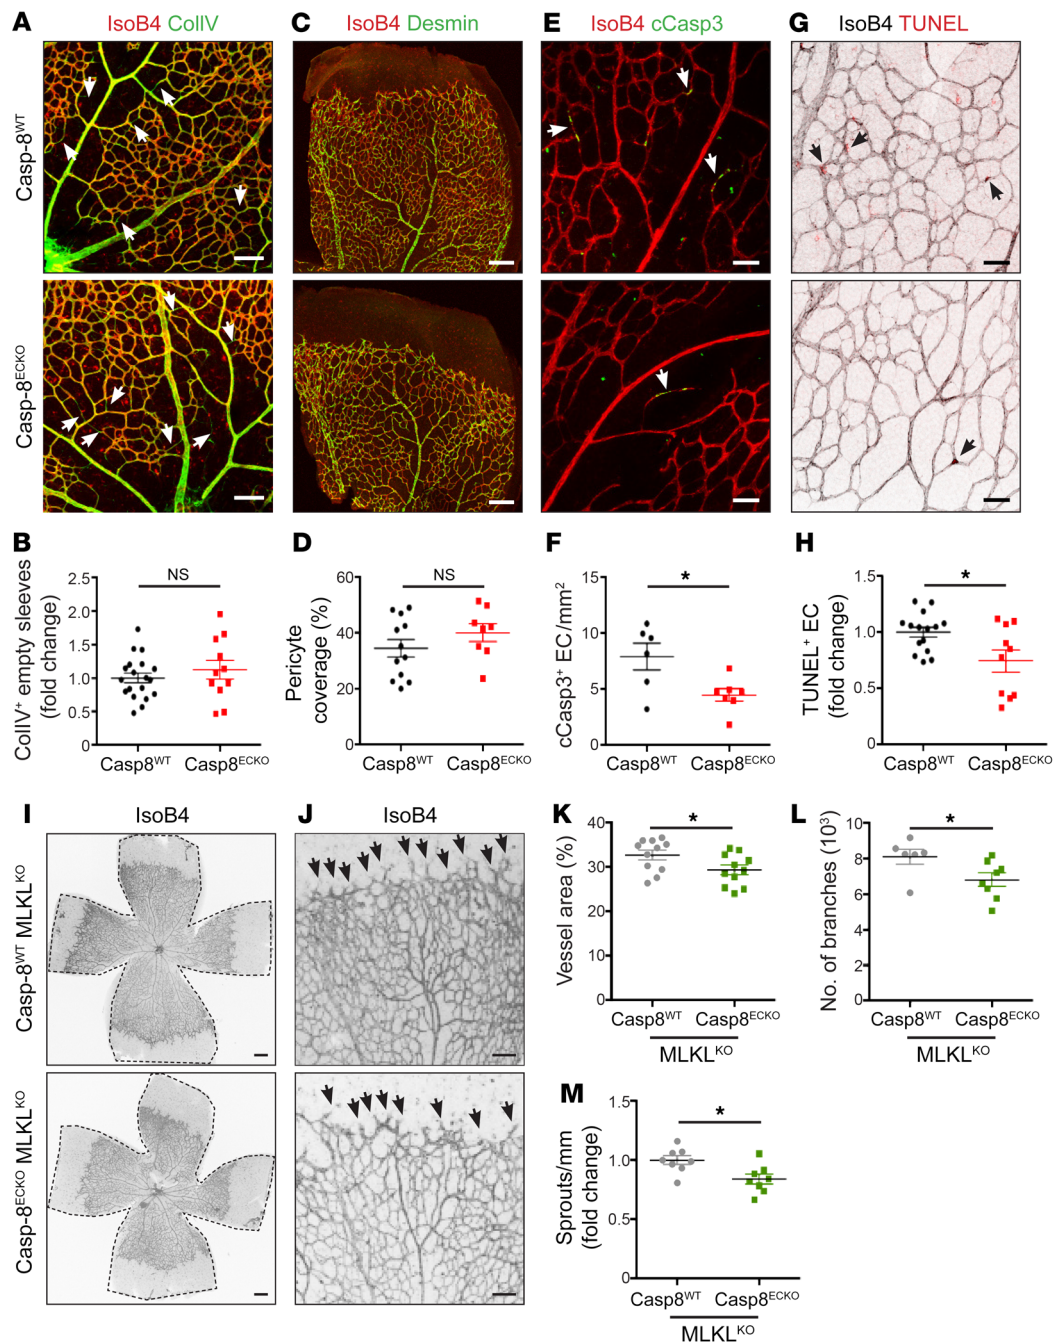 A IsoB4 CollV
C IsoB4 Desmin
E IsoB4 cCasp3
G IsoB4 TUNEL
Casp-8WT
Casp-8ECKO
B
CollV+ empty sleeves
(fold change)
NS
2.5
2.0
1.5
1.0
0.5
0
Casp8WT Casp8ECKO
D
Pericyte
coverage (%)
NS
60
40
20
0
Casp8WT Casp8ECKO
F
cCasp3+ EC/mm2
*
15
10
5
0
Casp8WT Casp8ECKO
H
TUNEL+ EC
(fold change)
*
1.5
1.0
0.5
0
Casp8WT Casp8ECKO
I IsoB4
J IsoB4
Casp-8WT MLKLKO
Casp-8ECKO MLKLKO
K
Vessel area (%)
*
40
30
20
10
0
Casp8WT Casp8ECKO
MLKLKO
L
No. of branches (103)
*
10
8
6
4
2
0
Casp8WT Casp8ECKO
MLKLKO
M
Sprouts/mm
(fold change)
*
1.5
1.0
0.5
0
Casp8WT Casp8ECKO
MLKLKO